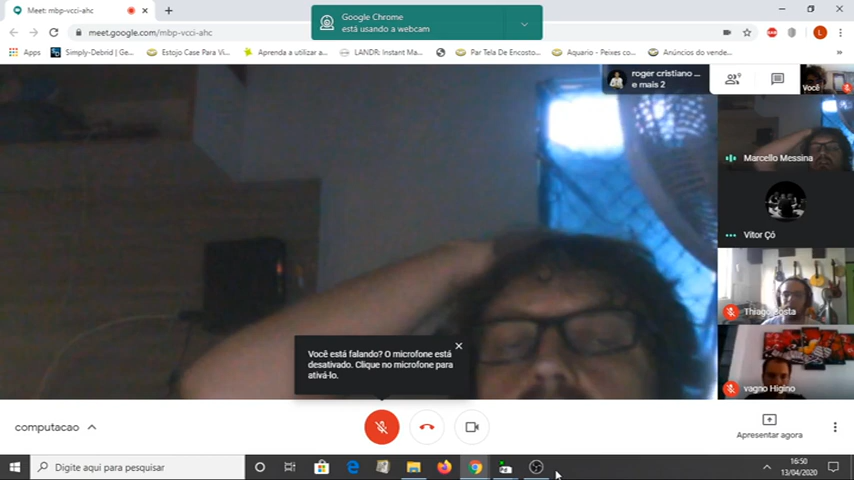 Meet: mbp-vcci-ahc
Google Chrome
está usando a webcam
meet.google.com/mbp-vcci-ahc
L
Apps
Simply-Debrid | Ge...
Estojo Case Para Vi...
Aprenda a utilizar a...
LANDR: Instant Ma...
Par Tela De Encosto...
Aquario - Peixes co...
Anúncios do vende...
roger cristiano ...
e mais 2
9
Você
Marcello Messina
Vitor Çó
Thiago Costa
vagno Higino
Você está falando? O microfone está
desativado. Clique no microfone para
ativá-lo.
computacao
Apresentar agora
Digite aqui para pesquisar
16:50
13/04/2020